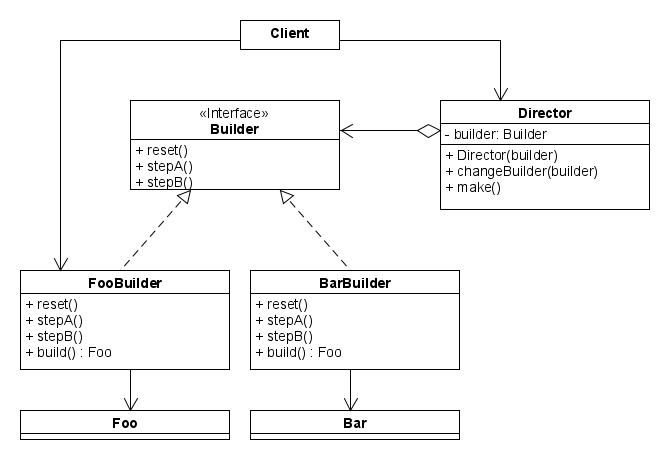 Client
«Interface»
Builder
+ reset()
+ stepA()
+ stepB()
Director
- builder: Builder
+ Director(builder)
+ changeBuilder(builder)
+ make()
FooBuilder
+ reset()
+ stepA()
+ stepB()
+ build() : Foo
BarBuilder
+ reset()
+ stepA()
+ stepB()
+ build() : Foo
Foo
Bar